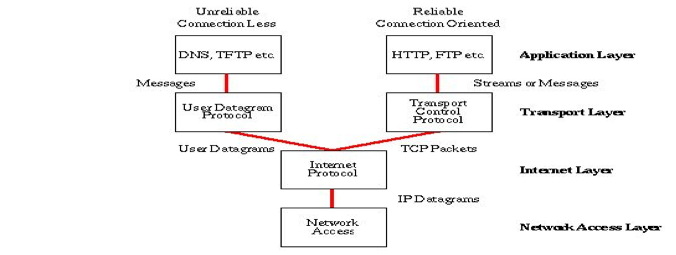 Unreliable
Connection Less
Reliable
Connection Oriented
DNS, TFTP etc.
HTTP, FTP etc.
Application Layer
Messages
Streams or Messages
User Datagram
Protocol
Transport
Control
Protocol
Transport Layer
User Datagrams
TCP Packets
Internet
Protocol
Internet Layer
IP Datagrams
Network
Access
Network Access Layer